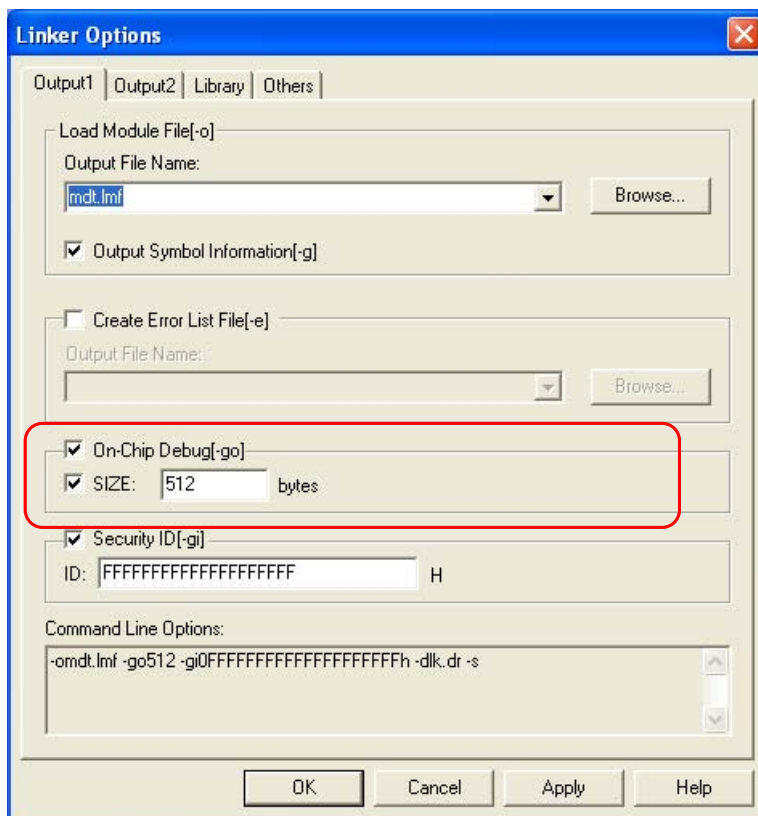 Linker Options
Output1 Output2 Library Others
Load Module File[-o]
Output File Name:
mdt.lmf
Browse...
Output Symbol Information[-g]
Create Error List File[-e]
Output File Name:
Browse...
On-Chip Debug[-go]
SIZE: 512 bytes
Security ID[-gi]
ID: FFFFFFFFFFFFFFFFFFFF H
Command Line Options:
-omdt.lmf -go512 -gi0FFFFFFFFFFFFFFFFFFFFh -dlk.dr -s
OK Cancel Apply Help